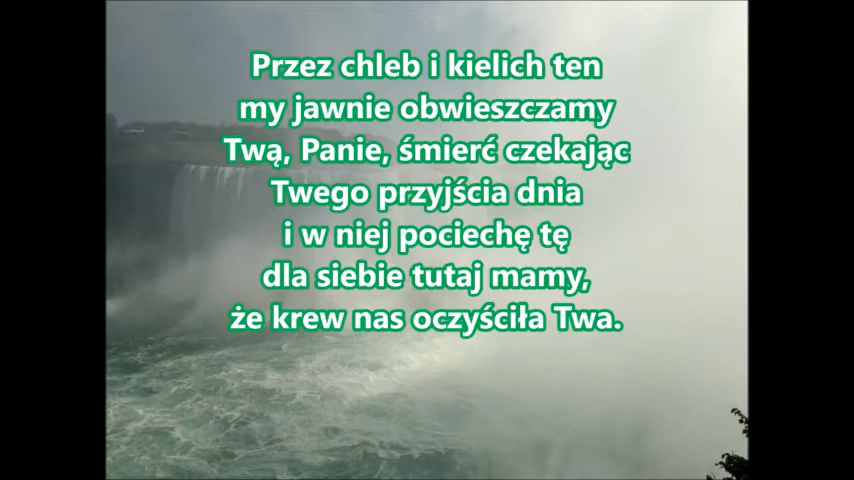 Przez chleb i kielich ten
my jawnie obwieszczamy
Twą, Panie, śmierć czekając
Twego przyjścia dnia
i w niej pociechę tę
dla siebie tutaj mamy,
że krew nas oczyściła Twa.